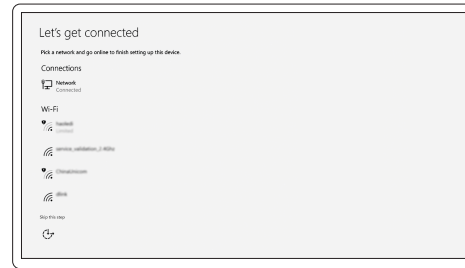 Let's get connected
Pick a network and go online to finish setting up this device.
Connections
Network
Connected
Wi-Fi
Limited
service_validation_2.4Ghz
ChinaUnicom
dlink
Skip this step